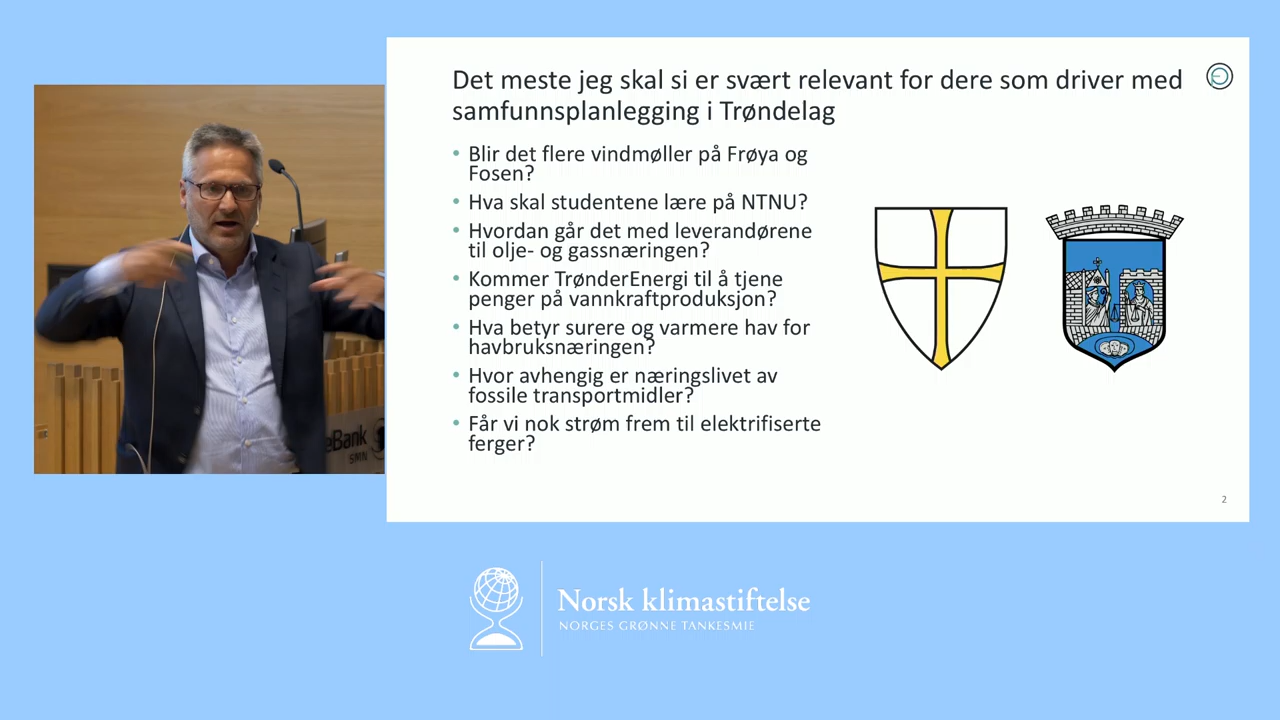 Det meste jeg skal si er svært relevant for dere som driver med
samfunnsplanlegging i Trøndelag
• Blir det flere vindmøller på Frøya og
Fosen?
• Hva skal studentene lære på NTNU?
• Hvordan går det med leverandørene
til olje- og gassnæringen?
• Kommer TrønderEnergi til å tjene
penger på vannkraftproduksjon?
• Hva betyr surere og varmere hav for
havbruksnæringen?
• Hvor avhengig er næringslivet av
fossile transportmidler?
• Får vi nok strøm frem til elektrifiserte
ferger?
2
eBank
SMN
Norsk klimastiftelse
NORGES GRØNNE TANKESMIE